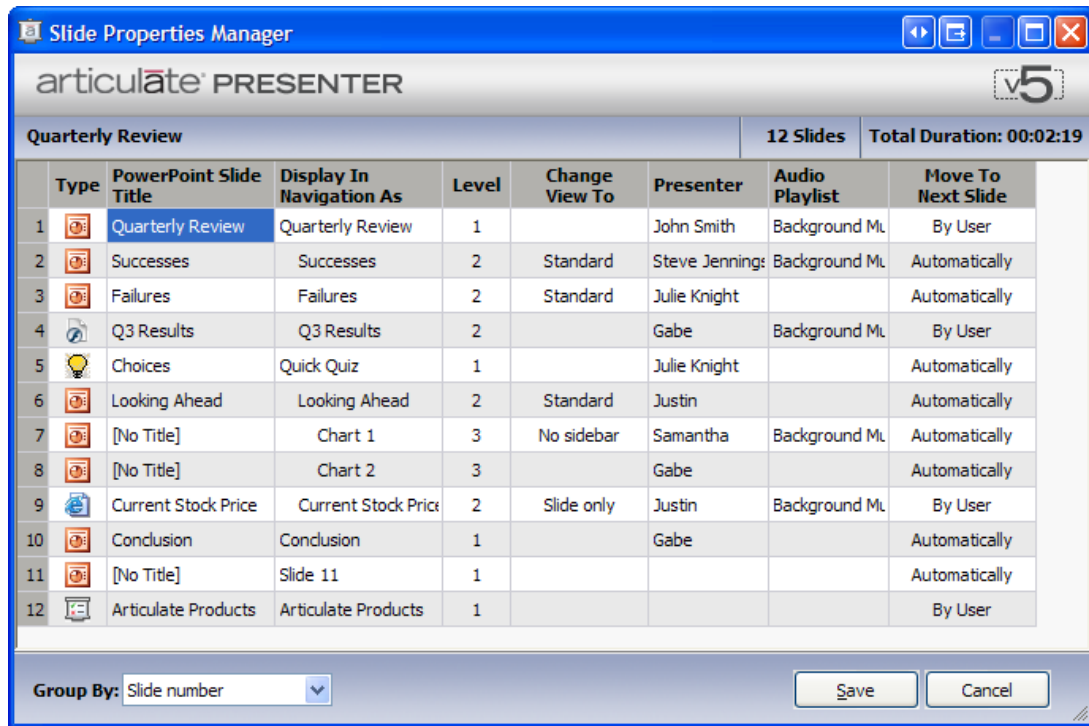 Slide Properties Manager
articulate PRESENTER v5
Quarterly Review 12 Slides Total Duration: 00:02:19
Type PowerPoint Slide Title Display In Navigation As Level Change View To Presenter Audio Playlist Move To Next Slide
1 Quarterly Review Quarterly Review 1 John Smith Background Mu By User
2 Successes Successes 2 Standard Steve Jennings Background Mu Automatically
3 Failures Failures 2 Standard Julie Knight Automatically
4 Q3 Results Q3 Results 2 Gabe Background Mu By User
5 Choices Quick Quiz 1 Julie Knight Automatically
6 Looking Ahead Looking Ahead 2 Standard Justin Automatically
7 [No Title] Chart 1 3 No sidebar Samantha Background Mu Automatically
8 [No Title] Chart 2 3 Gabe Automatically
9 Current Stock Price Current Stock Price 2 Slide only Justin Background Mu By User
10 Conclusion Conclusion 1 Gabe Automatically
11 [No Title] Slide 11 1 Automatically
12 Articulate Products Articulate Products 1 By User
Group By: Slide number Save Cancel